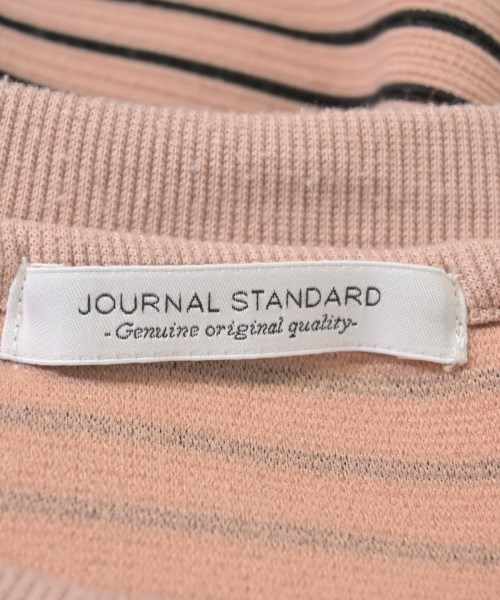 JOURNAL STANDARD
- Genuine original quality-